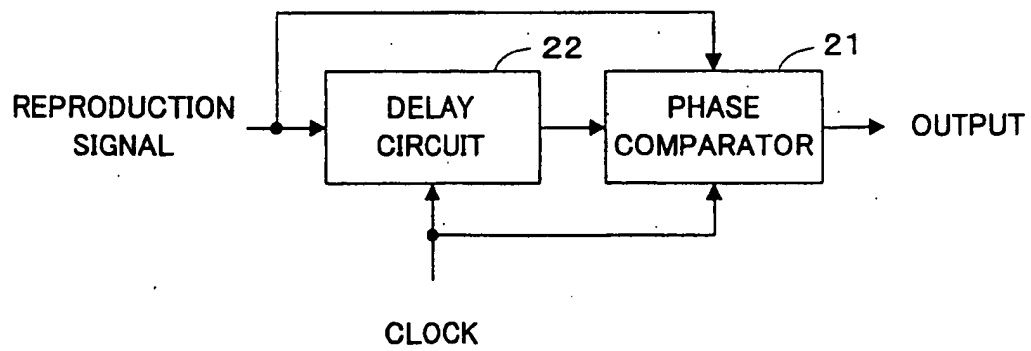 22
21
REPRODUCTION
SIGNAL
DELAY
CIRCUIT
PHASE
COMPARATOR
OUTPUT
CLOCK